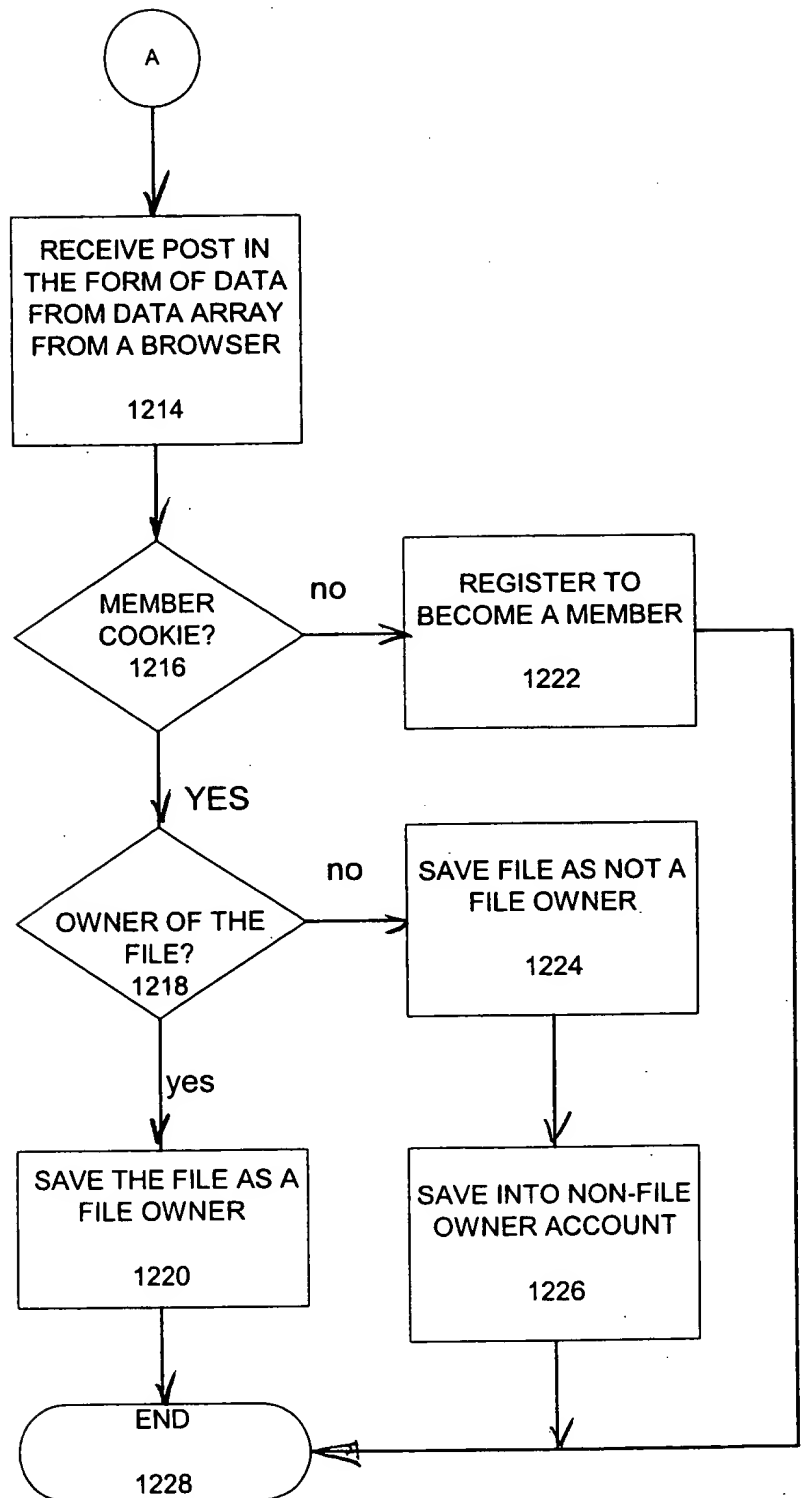 A
RECEIVE POST IN
THE FORM OF DATA
FROM DATA ARRAY
FROM A BROWSER
1214
MEMBER
COOKIE?
1216
no
REGISTER TO
BECOME A MEMBER
1222
YES
OWNER OF THE
FILE?
1218
no
SAVE FILE AS NOT A
FILE OWNER
1224
yes
SAVE THE FILE AS A
FILE OWNER
1220
SAVE INTO NON-FILE
OWNER ACCOUNT
1226
END
1228